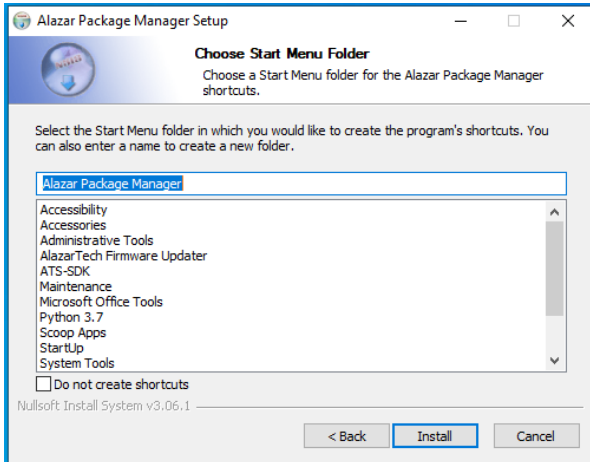 Alazar Package Manager Setup
Choose Start Menu Folder
Choose a Start Menu folder for the Alazar Package Manager
shortcuts.
Select the Start Menu folder in which you would like to create the program's shortcuts. You
can also enter a name to create a new folder.
Alazar Package Manager
Accessibility
Accessories
Administrative Tools
AlazarTech Firmware Updater
ATS-SDK
Maintenance
Microsoft Office Tools
Python 3.7
Scoop Apps
StartUp
System Tools
Do not create shortcuts
Nullsoft Install System v3.06.1
< Back
Install
Cancel